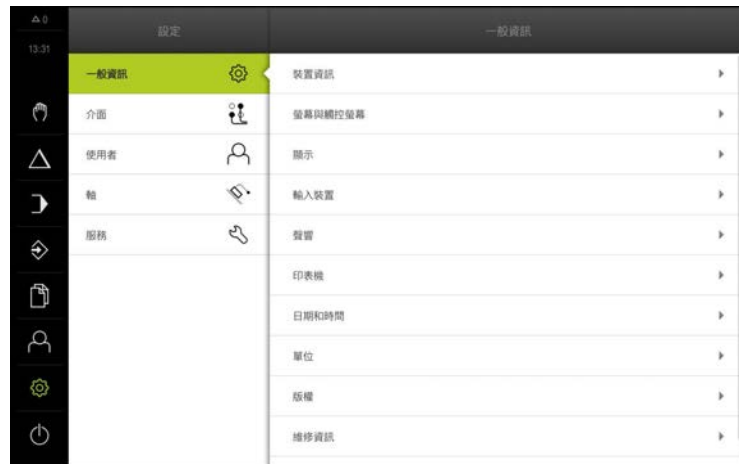 0
13:31
設定
一般資訊
一般資訊
介面
使用者
軸
服務
裝置資訊
螢幕與觸控螢幕
顯示
輸入裝置
聲響
印表機
日期和時間
單位
版權
維修資訊